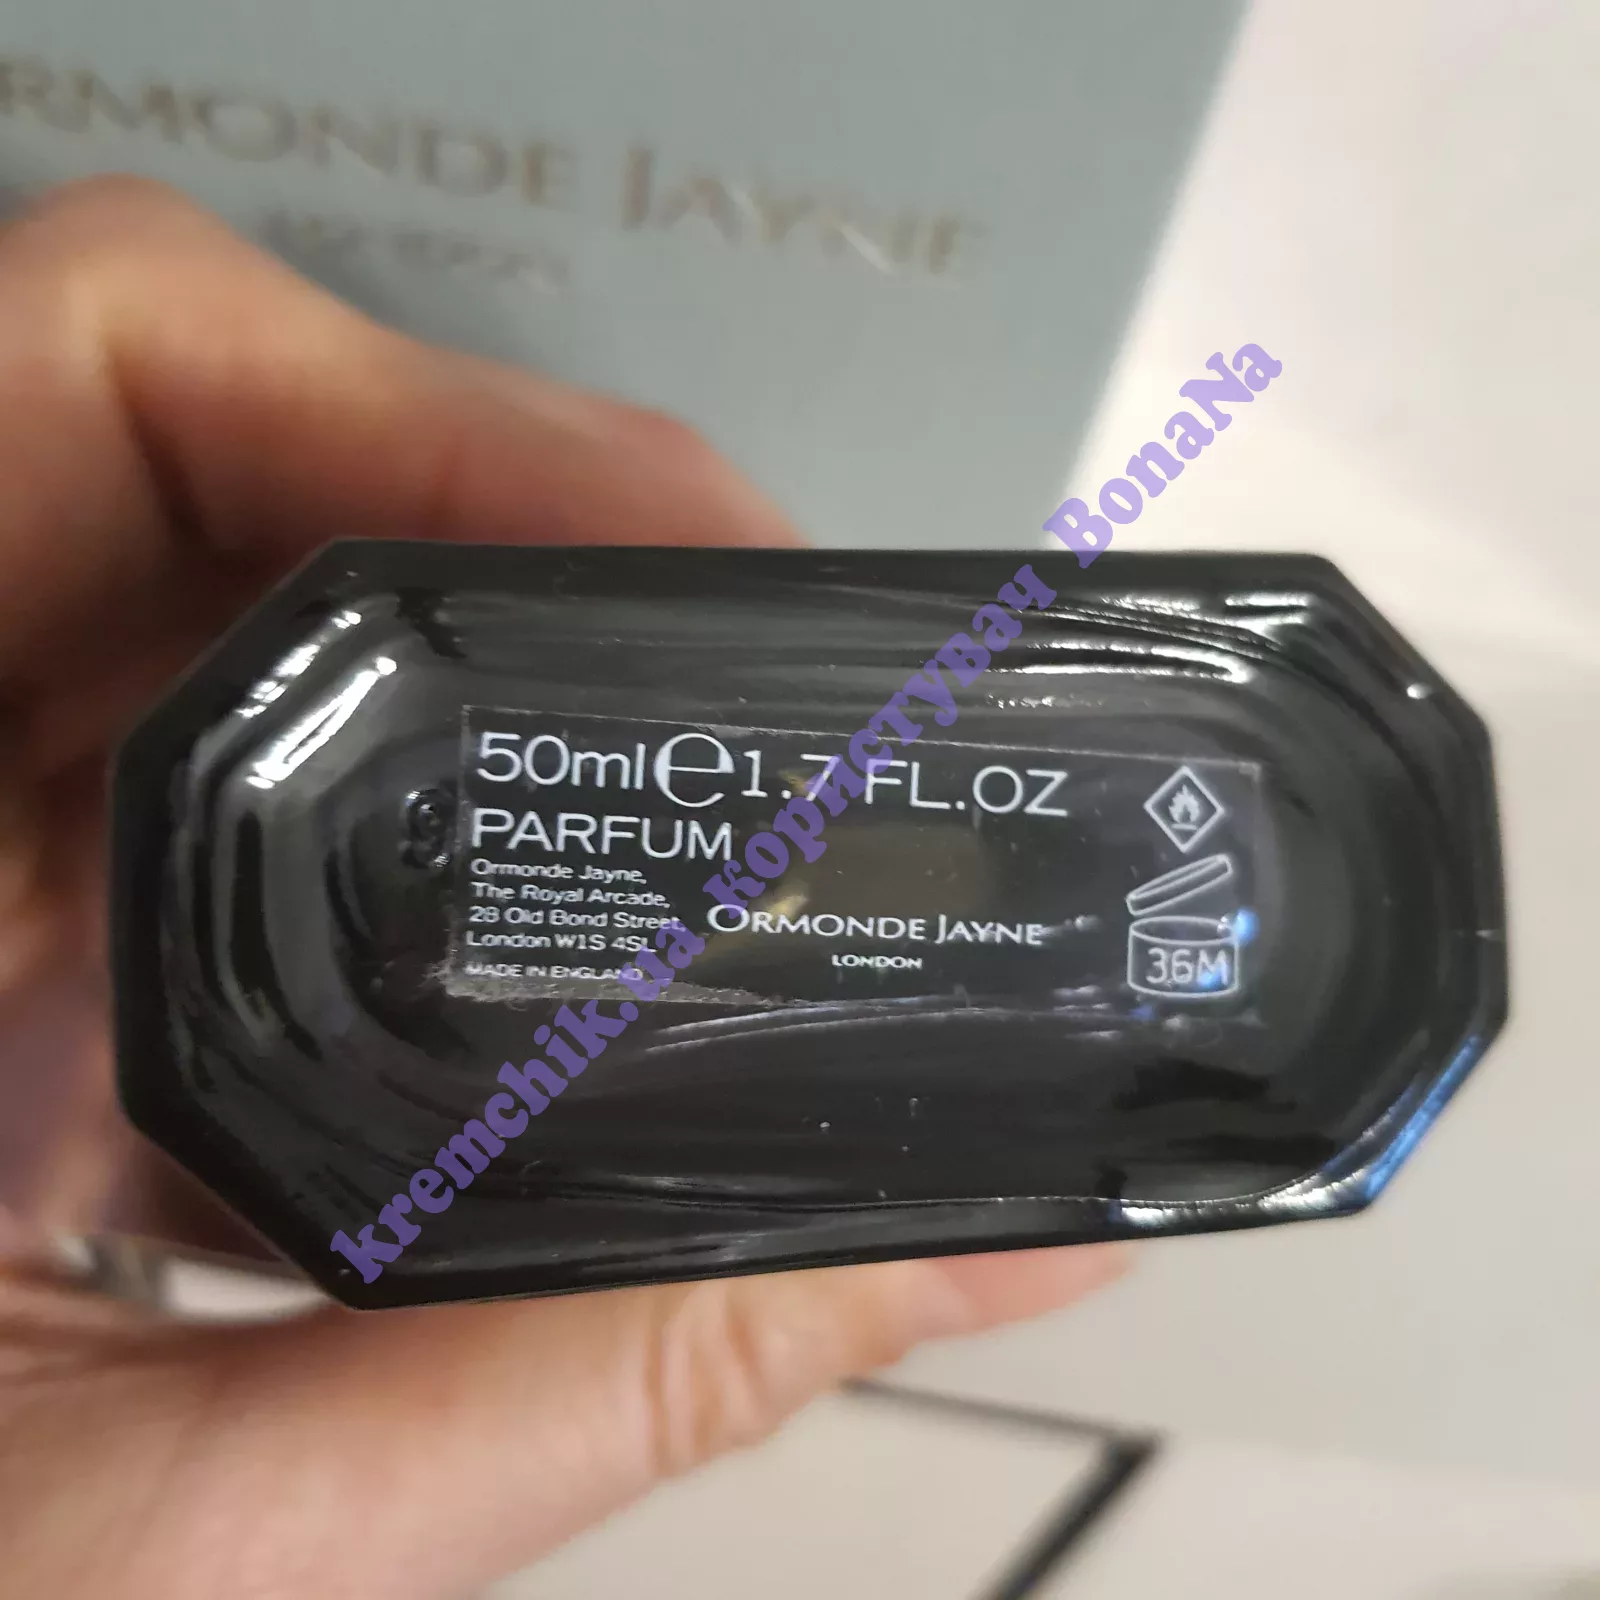 ORMONDE JAYNE
50ml e 1.7 FL.OZ
PARFUM
Ormonde Jayne,
The Royal Arcade,
28 Old Bond Street,
London W1S 4SL
MADE IN ENGLAND
ORMONDE JAYNE
LONDON
36M
kremchik.ua користувач BonaNa